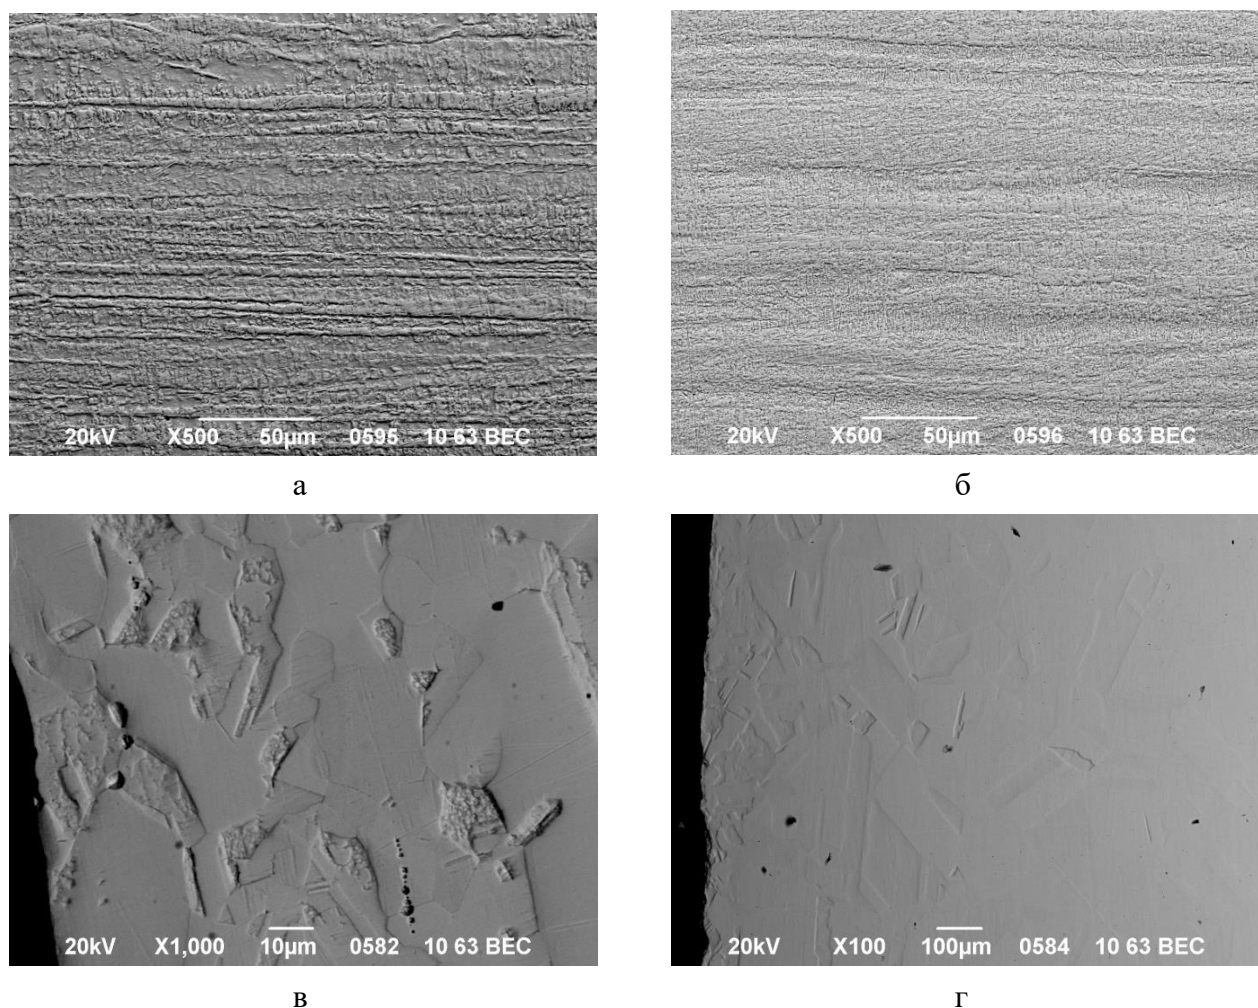 20kV X500 50µm 0595 10 63 BEC
20kV X500 50µm 0596 10 63 BEC
а
б
20kV X1,000 10µm 0582 10 63 BEC
20kV X100 100µm 0584 10 63 BEC
в
г